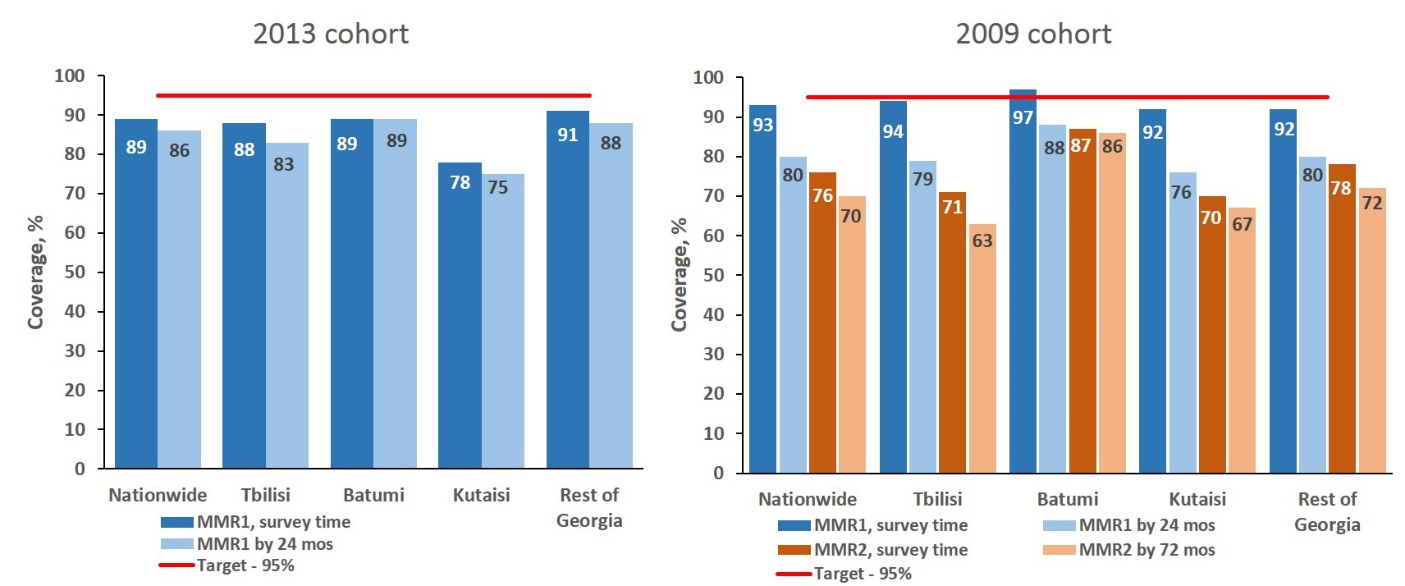 2013 cohort
Coverage, %
100
90
80
70
60
50
40
30
20
10
0
89 86 88 83 89 89 78 75 91 88
Nationwide Tbilisi Batumi Kutaisi Rest of
Georgia
MMR1, survey time
MMR1 by 24 mos
Target - 95%
2009 cohort
Coverage, %
100
90
80
70
60
50
40
30
20
10
0
93 80 76 70 94 79 71 63 97 88 87 86 92 76 70 67 92 80 78 72
Nationwide Tbilisi Batumi Kutaisi Rest of
Georgia
MMR1, survey time MMR1 by 24 mos
MMR2, survey time MMR2 by 72 mos
Target - 95%